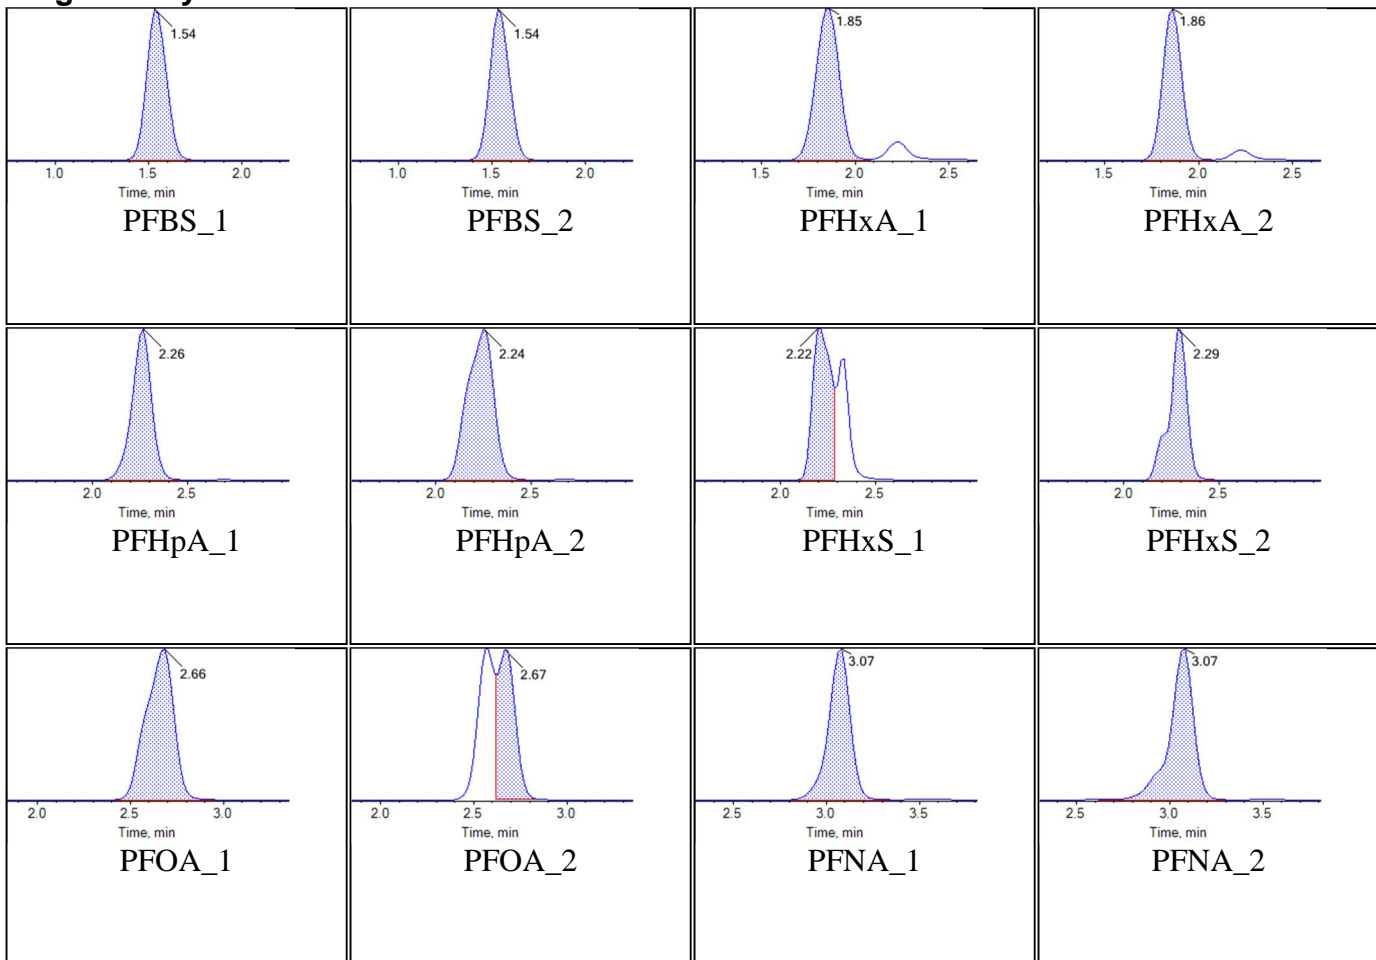 1.54
1.0 1.5 2.0
Time, min
PFBS_1
1.54
1.0 1.5 2.0
Time, min
PFBS_2
1.85
1.5 2.0 2.5
Time, min
PFHxA_1
1.86
1.5 2.0 2.5
Time, min
PFHxA_2
2.26
2.0 2.5
Time, min
PFHpA_1
2.24
2.0 2.5
Time, min
PFHpA_2
2.22
2.0 2.5
Time, min
PFHxS_1
2.29
2.0 2.5
Time, min
PFHxS_2
2.66
2.0 2.5 3.0
Time, min
PFOA_1
2.67
2.0 2.5 3.0
Time, min
PFOA_2
3.07
2.5 3.0 3.5
Time, min
PFNA_1
3.07
2.5 3.0 3.5
Time, min
PFNA_2